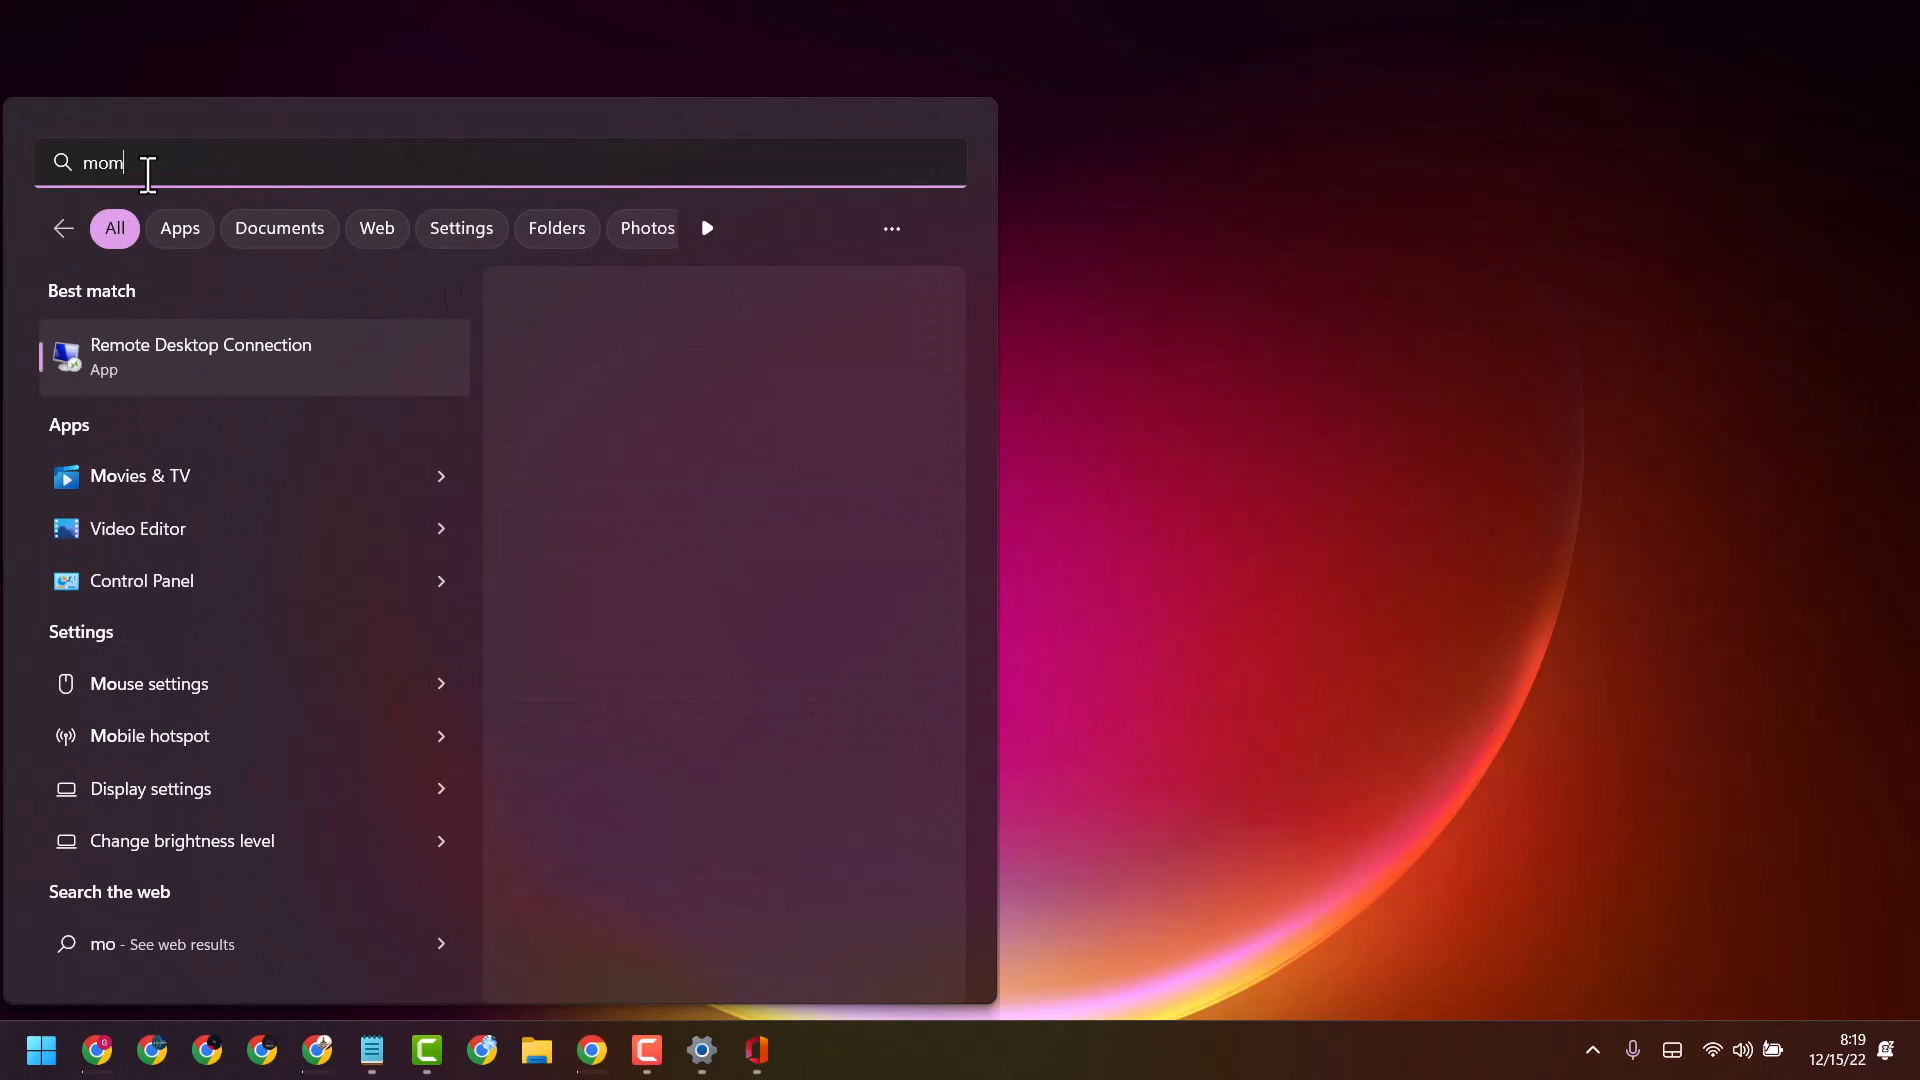 mom
All Apps Documents Web Settings Folders Photos
Best match
Remote Desktop Connection
App
Apps
Movies & TV
Video Editor
Control Panel
Settings
Mouse settings
Mobile hotspot
Display settings
Change brightness level
Search the web
mo - See web results
8:19
12/15/22